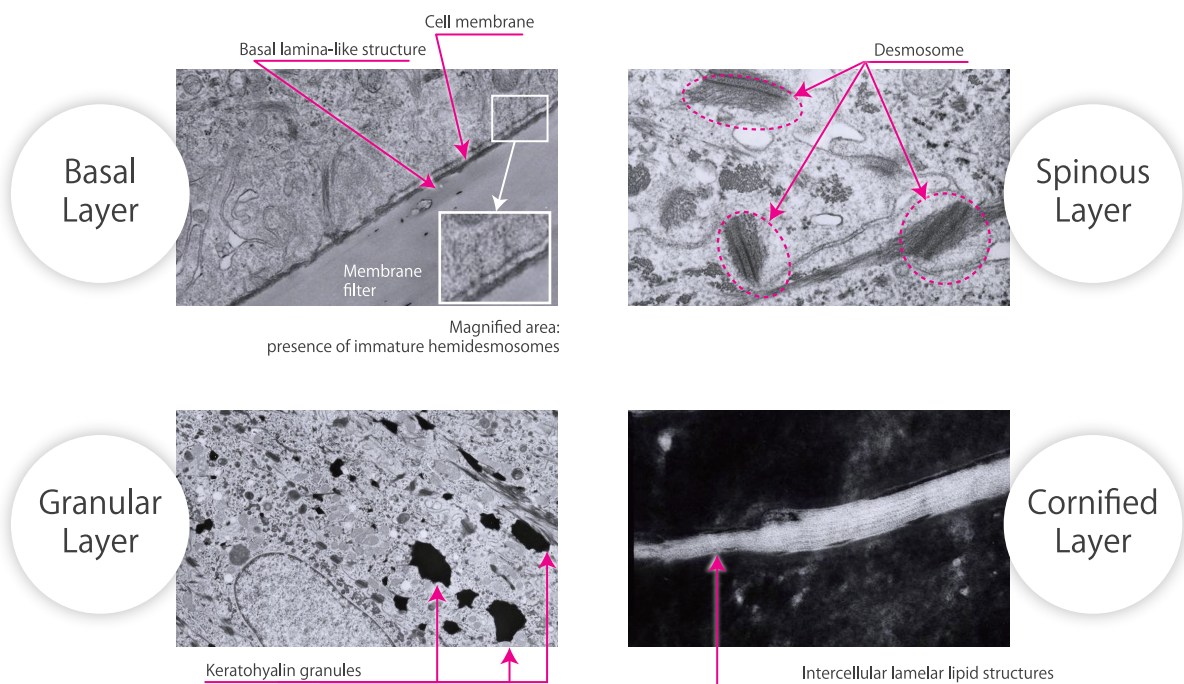 Cell membrane
Basal lamina-like structure
Basal
Layer
Membrane
filter
Magnified area:
presence of immature hemidesmosomes
Desmosome
Spinous
Layer
Granular
Layer
Keratohyalin granules
Cornified
Layer
Intercellular lamelar lipid structures